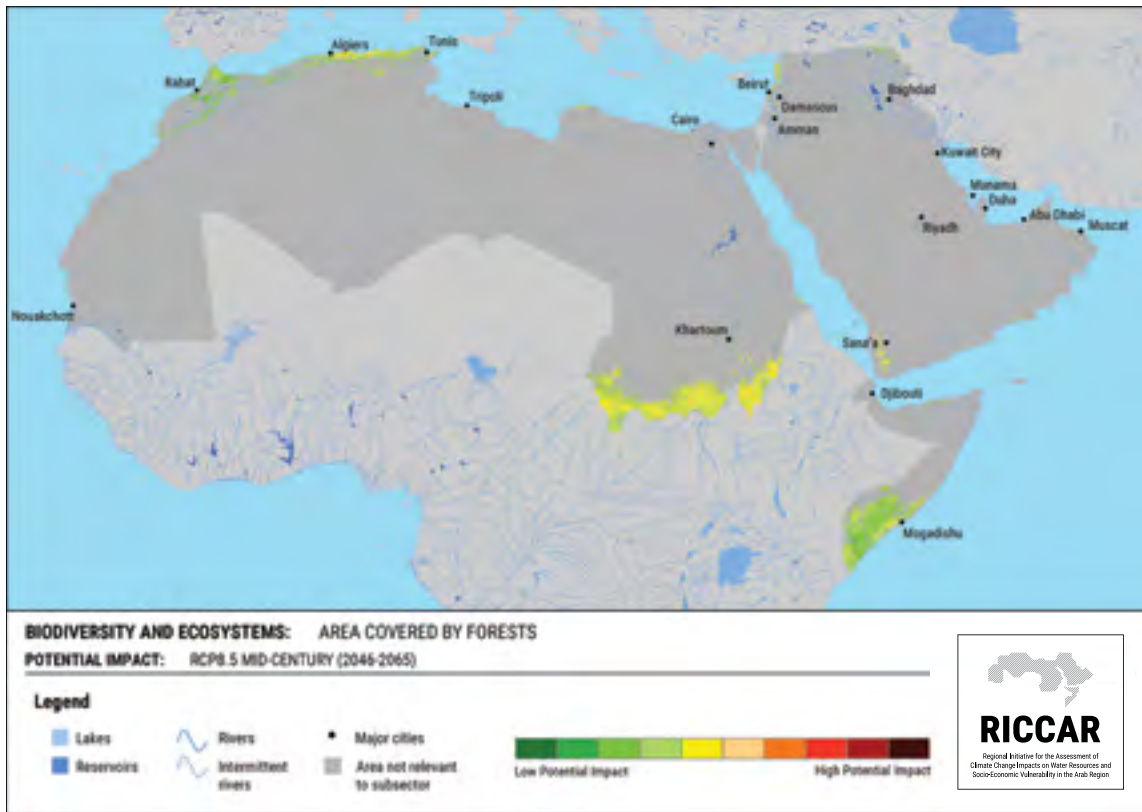 Algiers
Tunis
Rabat
Tripoli
Beirut
Damascus
Baghdad
Cairo
Amman
Kuwait City
Manama
Doha
Abu Dhabi
Riyadh
Muscat
Nouakchott
Khartoum
Sana'a
Djibouti
Mogadishu
BIODIVERSITY AND ECOSYSTEMS: AREA COVERED BY FORESTS
POTENTIAL IMPACT: RCP8.5 MID-CENTURY (2046-2065)
Legend
Lakes
Rivers
Major cities
Reservoirs
Intermittent
rivers
Area not relevant
to subsector
Low Potential Impact
High Potential Impact
RICCAR
Regional Initiative for the Assessment of
Climate Change Impacts on Water Resources and
Socio-Economic Vulnerability in the Arab Region